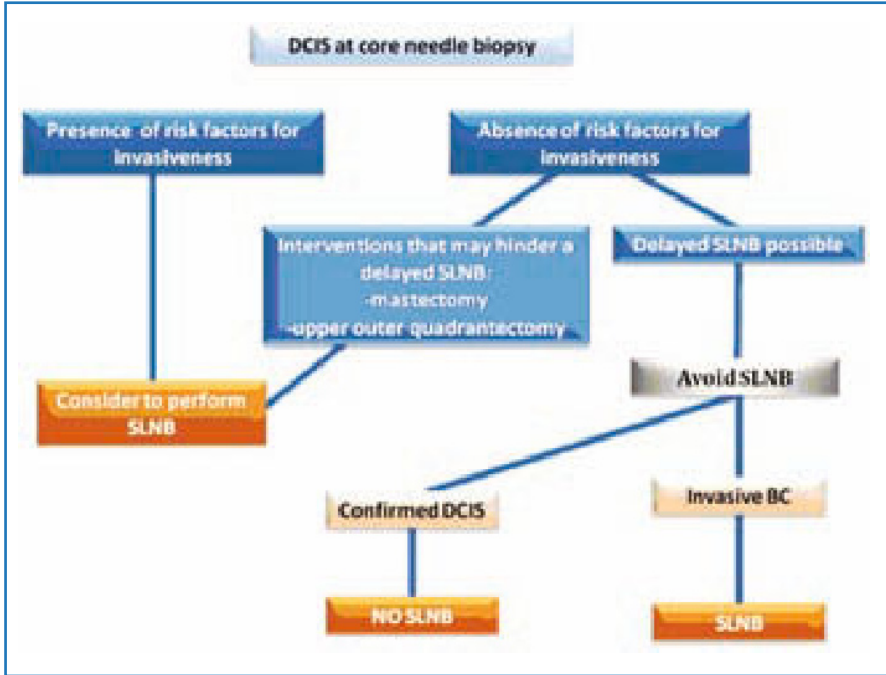 DCIS at core needle biopsy
Presence of risk factors for
invasiveness
Absence of risk factors for
invasiveness
Interventions that may hinder a
delayed SLNB:
-mastectomy
-upper outer quadrantectomy
Delayed SLNB possible
Consider to perform
SLNB
Avoid SLNB
Confirmed DCIS
Invasive BC
NO SLNB
SLNB